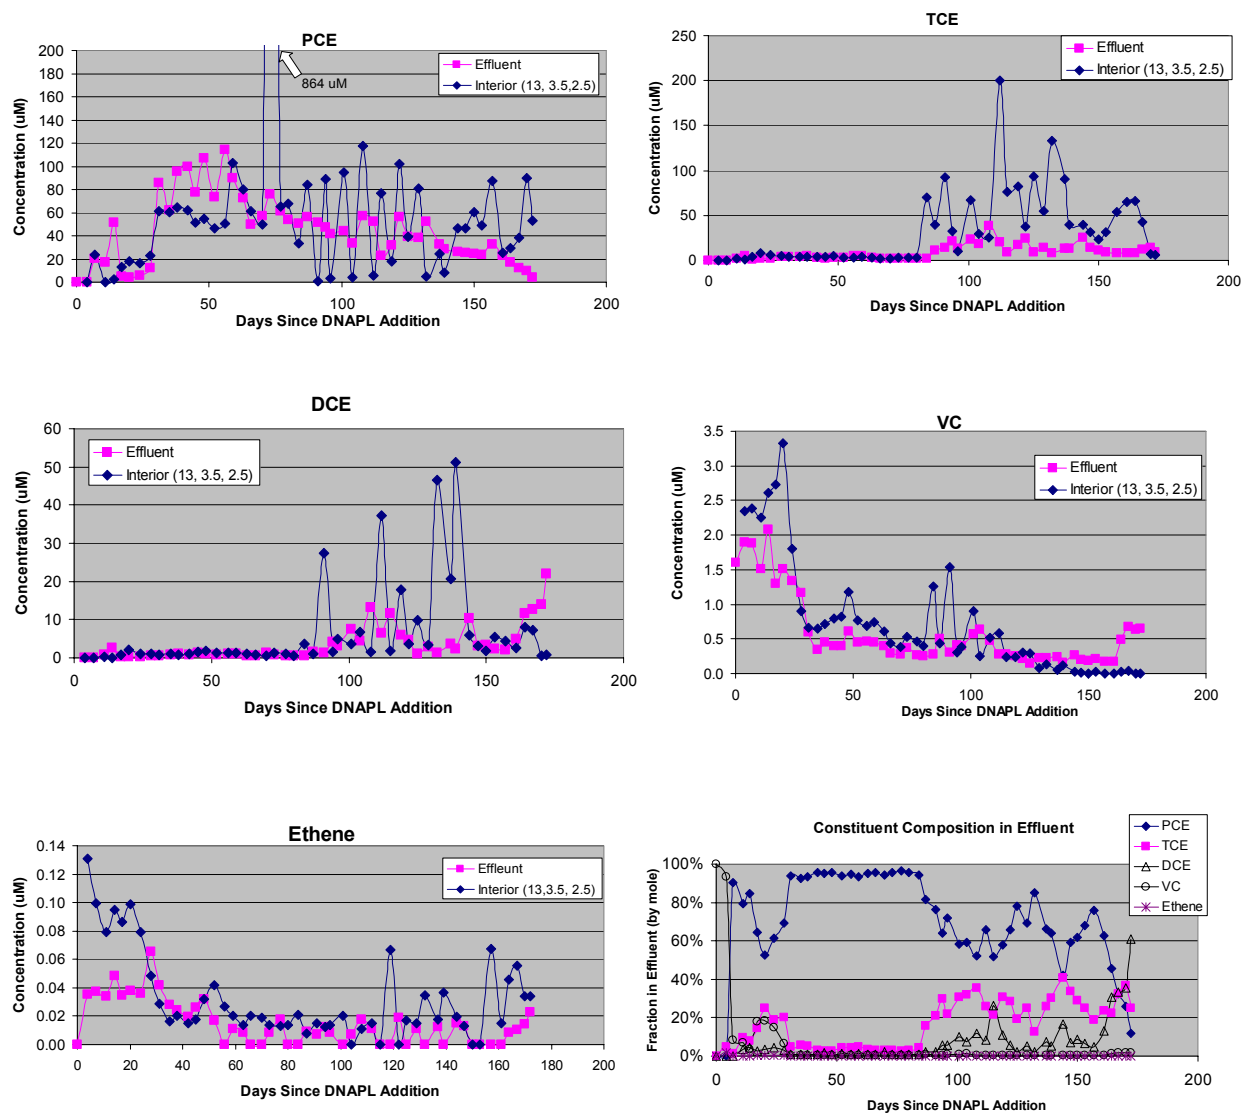 PCE
200
180
160
140
120
100
80
60
40
20
0
Concentration (uM)
864 uM
Effluent
Interior (13, 3.5,2.5)
0 50 100 150 200
Days Since DNAPL Addition
TCE
250
200
150
100
50
0
Concentration (uM)
Effluent
Interior (13, 3.5, 2.5)
0 50 100 150 200
Days Since DNAPL Addition
DCE
60
50
40
30
20
10
0
Concentration (uM)
Effluent
Interior (13, 3.5, 2.5)
0 50 100 150 200
Days Since DNAPL Addition
VC
3.5
3.0
2.5
2.0
1.5
1.0
0.5
0.0
Concentration (uM)
Effluent
Interior (13, 3.5, 2.5)
0 50 100 150 200
Days Since DNAPL Addition
Ethene
0.14
0.12
0.10
0.08
0.06
0.04
0.02
0.00
Concentration (uM)
Effleunt
Interior (13,3.5, 2.5)
0 20 40 60 80 100 120 140 160 180 200
Days Since DNAPL Addition
Constituent Composition in Effluent
PCE
TCE
DCE
VC
Ethene
100%
80%
60%
40%
20%
0%
Fraction in Effluent (by mole)
0 50 100 150 200
Days Since DNAPL Addition